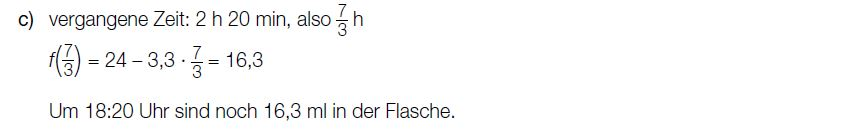 c) vergangene Zeit: 2 h 20 min, also 7/3 h
f(7/3) = 24 – 3,3 · 7/3 = 16,3
Um 18:20 Uhr sind noch 16,3 ml in der Flasche.